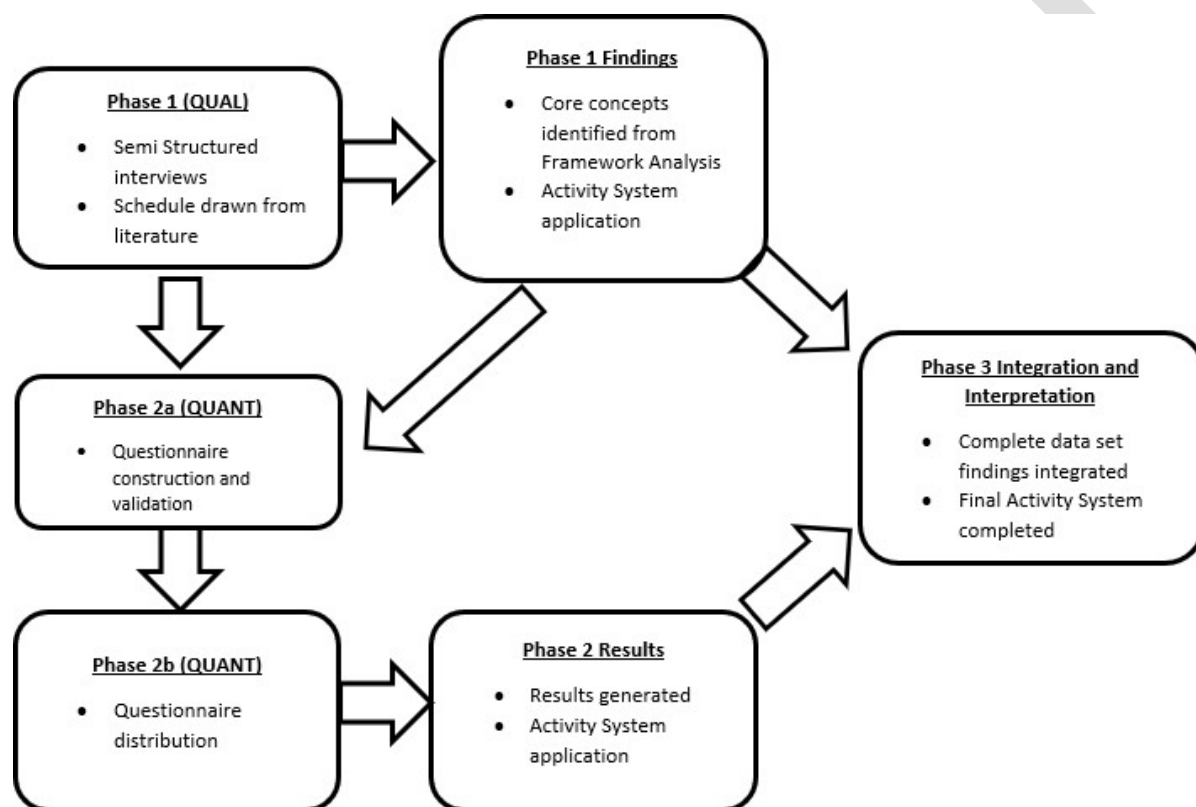 Phase 1 (QUAL)
• Semi Structured
interviews
• Schedule drawn from
literature
Phase 1 Findings
• Core concepts
identified from
Framework Analysis
• Activity System
application
Phase 2a (QUANT)
• Questionnaire
construction and
validation
Phase 2b (QUANT)
• Questionnaire
distribution
Phase 2 Results
• Results generated
• Activity System
application
Phase 3 Integration and
Interpretation
• Complete data set
findings integrated
• Final Activity System
completed